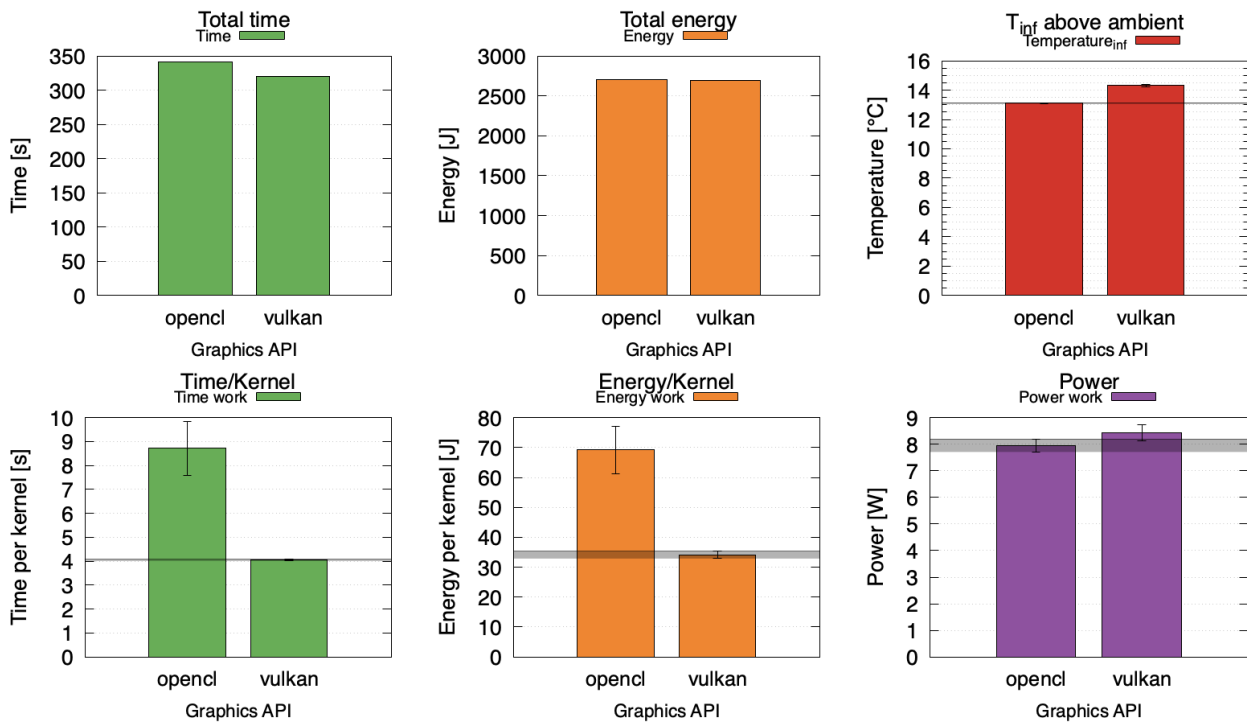 Total time
Time
350
300
250
200
150
100
50
0
Time [s]
opencl vulkan
Graphics API
Total energy
Energy
3000
2500
2000
1500
1000
500
0
Energy [J]
opencl vulkan
Graphics API
Tinf above ambient
Temperatureinf
16
14
12
10
8
6
4
2
0
Temperature [°C]
opencl vulkan
Graphics API
Time/Kernel
Time work
10
9
8
7
6
5
4
3
2
1
0
Time per kernel [s]
opencl vulkan
Graphics API
Energy/Kernel
Energy work
80
70
60
50
40
30
20
10
0
Energy per kernel [J]
opencl vulkan
Graphics API
Power
Power work
9
8
7
6
5
4
3
2
1
0
Power [W]
opencl vulkan
Graphics API